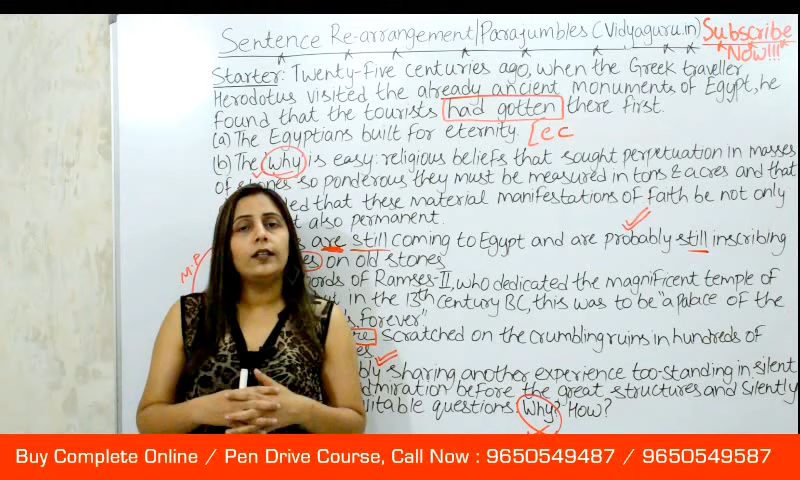 Sentence Re-arrangement/Parajumbles (Vidyaguru.in)
Subscribe
Now!!!
Starter: Twenty-Five centuries ago, when the Greek traveller
Herodotus visited the already ancient monuments of Egypt, he
found that the tourists had gotten there first.
(a) The Egyptians built for eternity. [e c
(b) The why is easy: religious beliefs that sought perpetuation in masses
of stones so ponderous they must be measured in tons & acres and that
that these material manifestations of faith be not only
also permanent.
are still coming to Egypt and are probably still inscribing
on old stones
M.P
of Ramses-II, who dedicated the magnificent temple of
in the 13th Century BC, this was to be "a palace of the
forever"
scratched on the crumbling ruins in hundreds of
sharing another experience too-standing in silent
before the great structures and silently
questions: Why? How?
Buy Complete Online / Pen Drive Course, Call Now : 9650549487 / 9650549587